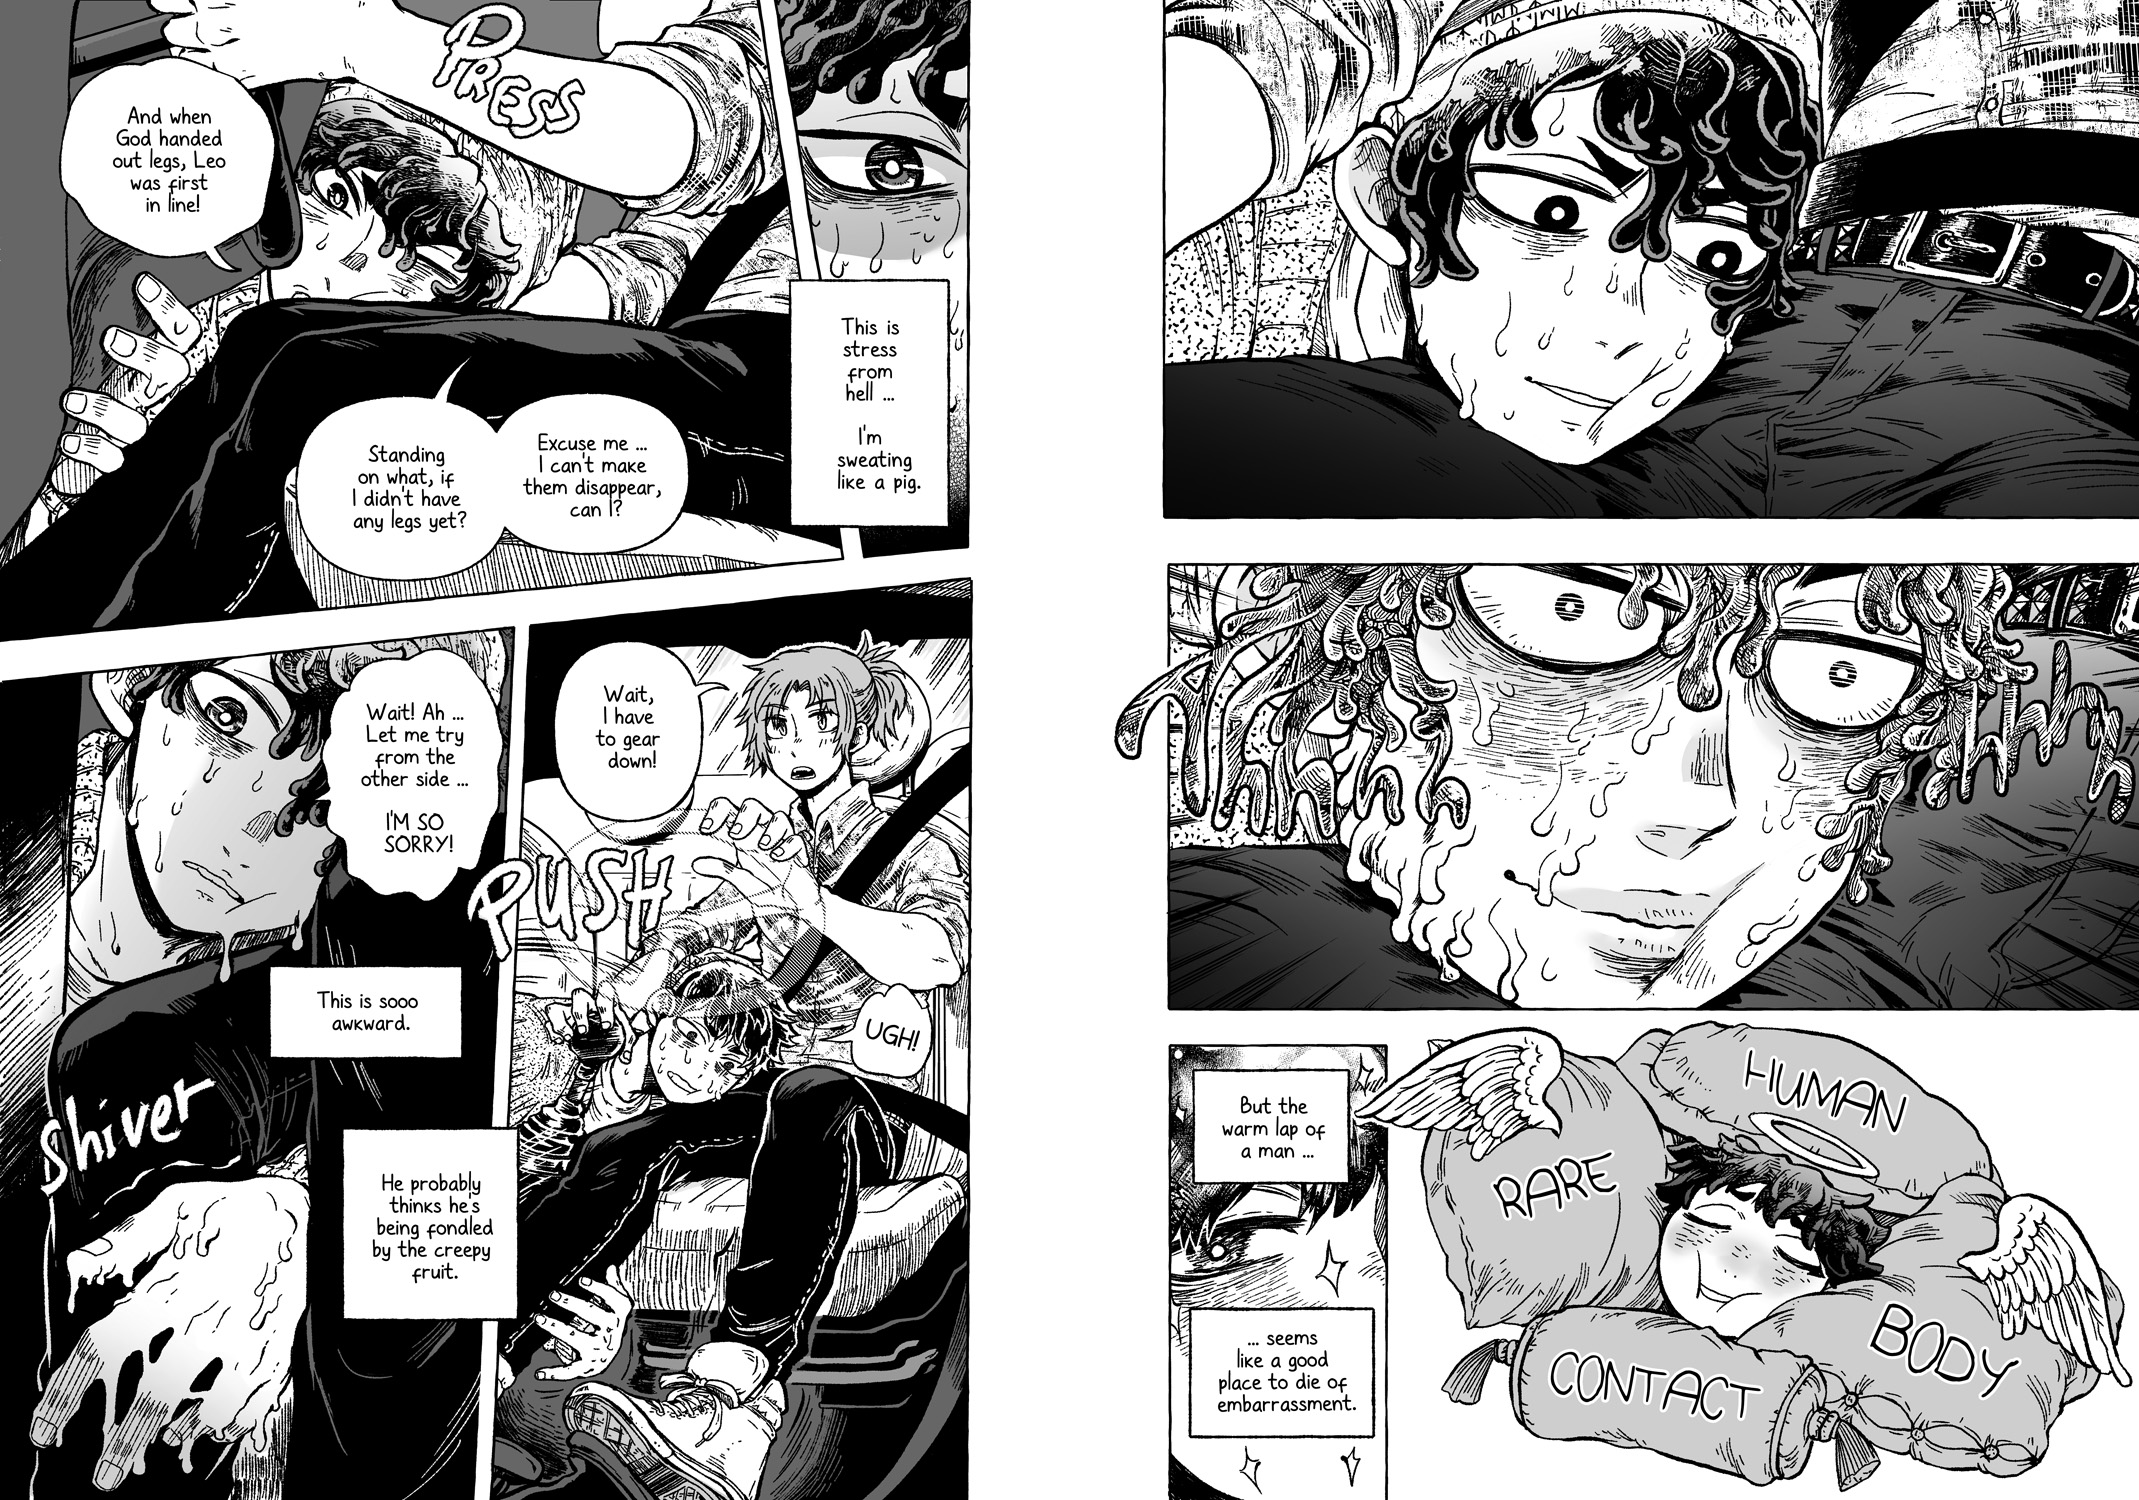 PRESS
And when
God handed
out legs, Leo
was first
in line!
Standing
on what, if
I didn't have
any legs yet?
Excuse me ...
I can't make
them disappear,
can I?
This is
stress
from
hell ...
I'm
sweating
like a pig.
Wait! Ah ...
Let me try
from the
other side ...
I'M SO
SORRY!
This is sooo
awkward.
Shiver
He probably
thinks he's
being fondled
by the creepy
fruit.
Wait,
I have
to gear
down!
PUSH
UGH!
But the
warm lap of
a man ...
... seems
like a good
place to die of
embarrassment.
RARE
HUMAN
BODY
CONTACT